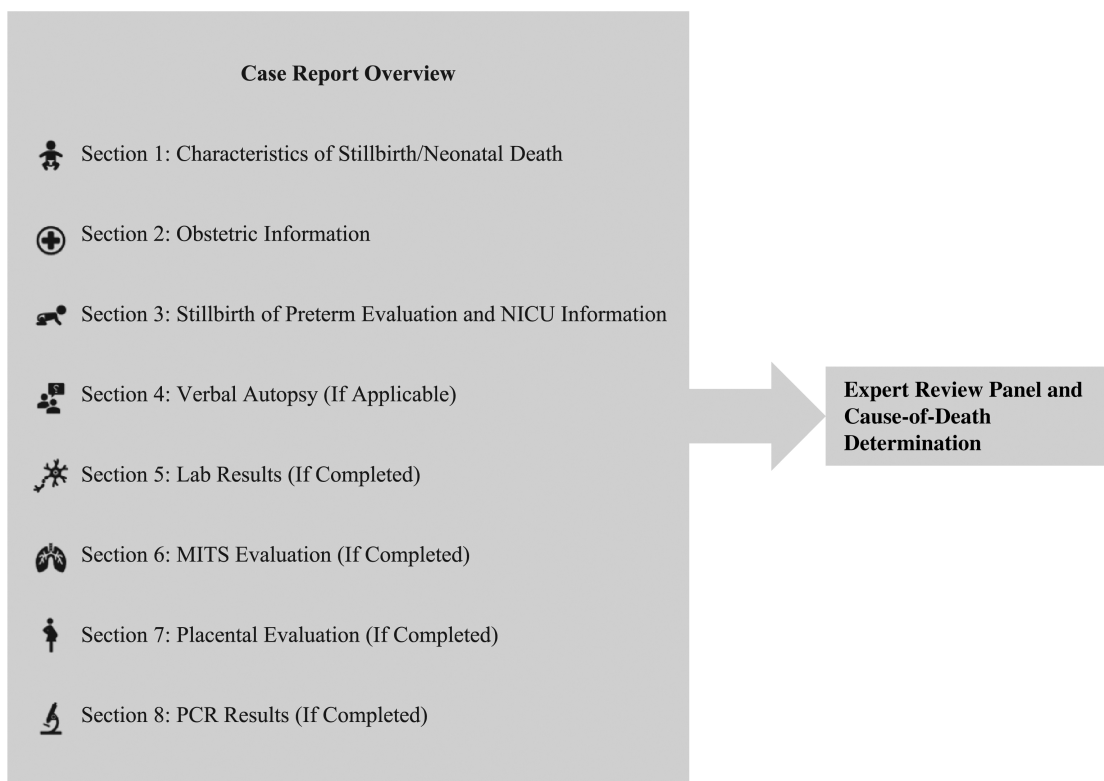 Case Report Overview
Section 1: Characteristics of Stillbirth/Neonatal Death
Section 2: Obstetric Information
Section 3: Stillbirth of Preterm Evaluation and NICU Information
Section 4: Verbal Autopsy (If Applicable)
Section 5: Lab Results (If Completed)
Section 6: MITS Evaluation (If Completed)
Section 7: Placental Evaluation (If Completed)
Section 8: PCR Results (If Completed)
Expert Review Panel and
Cause-of-Death
Determination